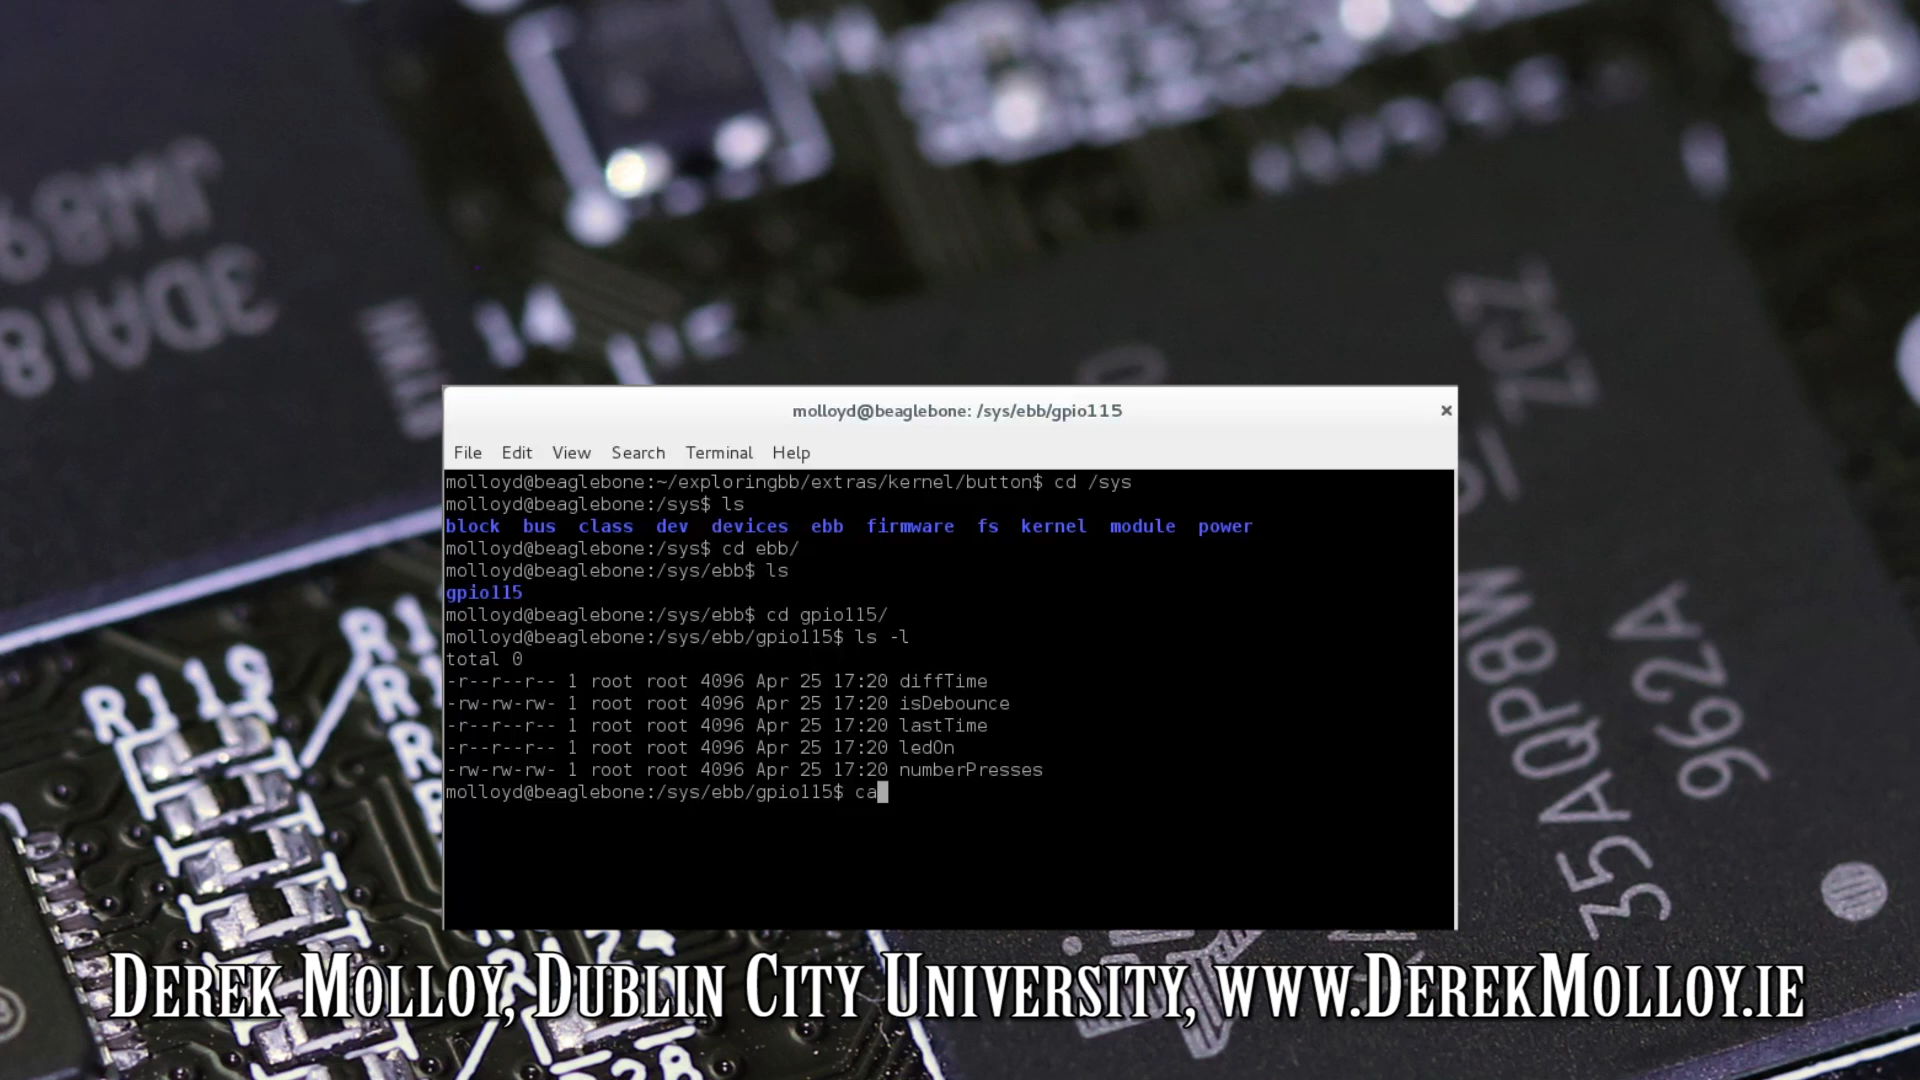 molloyd@beaglebone: /sys/ebb/gpio115 ×
File Edit View Search Terminal Help
molloyd@beaglebone:~/exploringbb/extras/kernel/button$ cd /sys
molloyd@beaglebone:/sys$ ls
block bus class dev devices ebb firmware fs kernel module power
molloyd@beaglebone:/sys$ cd ebb/
molloyd@beaglebone:/sys/ebb$ ls
gpio115
molloyd@beaglebone:/sys/ebb$ cd gpio115/
molloyd@beaglebone:/sys/ebb/gpio115$ ls -l
total 0
-r--r--r-- 1 root root 4096 Apr 25 17:20 diffTime
-rw-rw-rw- 1 root root 4096 Apr 25 17:20 isDebounce
-r--r--r-- 1 root root 4096 Apr 25 17:20 lastTime
-r--r--r-- 1 root root 4096 Apr 25 17:20 ledOn
-rw-rw-rw- 1 root root 4096 Apr 25 17:20 numberPresses
molloyd@beaglebone:/sys/ebb/gpio115$ ca
R119
35AQP8W
962A
DEREK MOLLOY, DUBLIN CITY UNIVERSITY, WWW.DEREKMOLLOY.IE